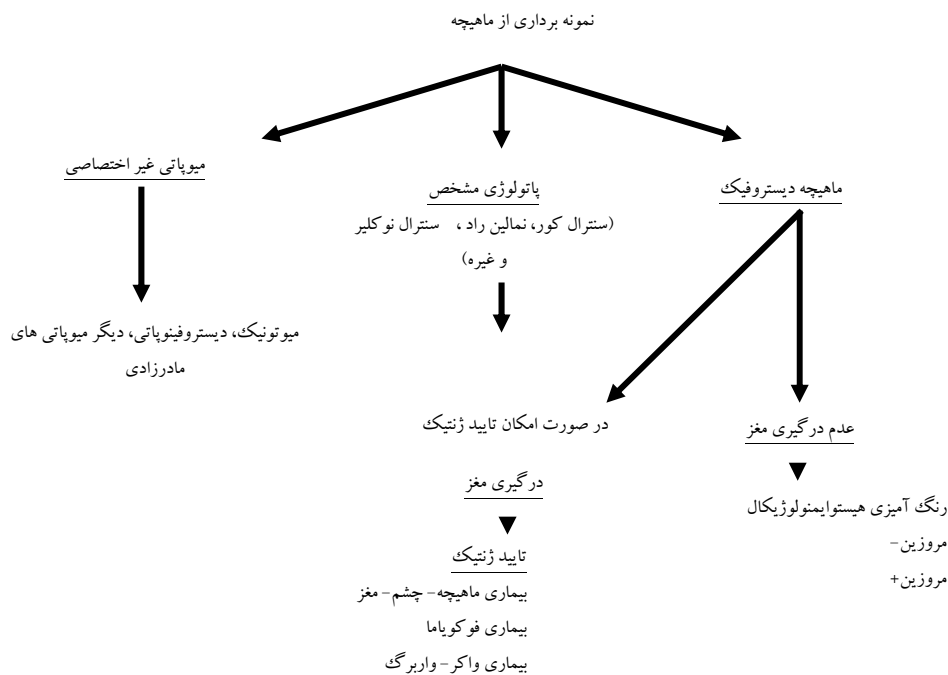 نمونه برداری از ماهیچه
ماهیچه دیستروفیک
پاتولوژی مشخص
(سنترال کور، نمالین راد ، سنترال نوکلیر
و غیره)
میوپاتی غیر اختصاصی
میوتونیک، دیستروفینوپاتی، دیگر میوپاتی های
مادرزادی
عدم درگیری مغز
رنگ آمیزی هیستوایمنولوژیکال
مروزین-
مروزین+
در صورت امکان تایید ژنتیک
درگیری مغز
تایید ژنتیک
بیماری ماهیچه- چشم- مغز
بیماری فوکویاما
بیماری واکر- واربرگ